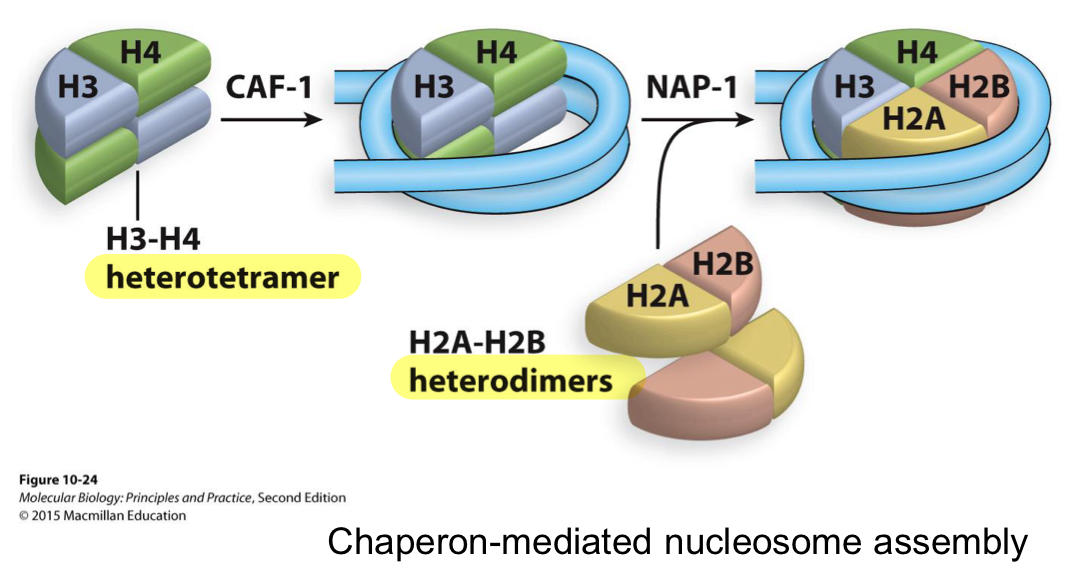 H4
H3
CAF-1
H4
H3
NAP-1
H4
H3
H2B
H2A
H3-H4
heterotetramer
H2B
H2A
H2A-H2B
heterodimers
Figure 10-24
Molecular Biology: Principles and Practice, Second Edition
© 2015 Macmillan Education
Chaperon-mediated nucleosome assembly